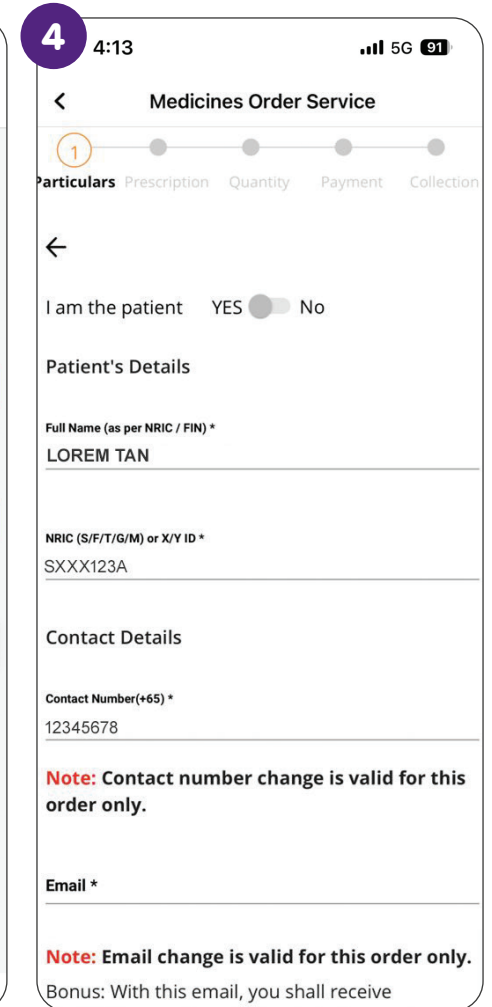 4
4:13 5G 91
Medicines Order Service
1
Particulars Prescription Quantity Payment Collection
I am the patient YES No
Patient's Details
Full Name (as per NRIC / FIN) *
LOREM TAN
NRIC (S/F/T/G/M) or X/Y ID *
SXXX123A
Contact Details
Contact Number(+65) *
12345678
Note: Contact number change is valid for this
order only.
Email *
Note: Email change is valid for this order only.
Bonus: With this email, you shall receive